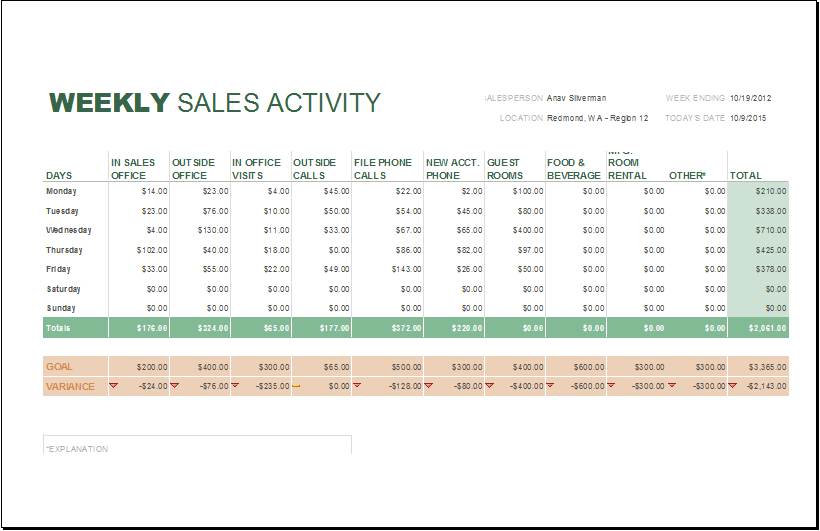 WEEKLY SALES ACTIVITY
ALESPERSON Anav Silverman WEEK ENDING 10/19/2012
LOCATION Redmond, WA - Region 12 TODAY'S DATE 10/9/2015
DAYS IN SALES OFFICE OUTSIDE OFFICE IN OFFICE VISITS OUTSIDE CALLS FILE PHONE CALLS NEW ACCT. PHONE GUEST ROOMS FOOD & BEVERAGE ROOM RENTAL OTHER* TOTAL
Monday $14.00 $23.00 $4.00 $45.00 $22.00 $2.00 $100.00 $0.00 $0.00 $0.00 $210.00
Tuesday $23.00 $76.00 $10.00 $50.00 $54.00 $45.00 $80.00 $0.00 $0.00 $0.00 $338.00
Wednesday $4.00 $130.00 $11.00 $33.00 $67.00 $65.00 $400.00 $0.00 $0.00 $0.00 $710.00
Thursday $102.00 $40.00 $18.00 $0.00 $86.00 $82.00 $97.00 $0.00 $0.00 $0.00 $425.00
Friday $33.00 $55.00 $22.00 $49.00 $143.00 $26.00 $50.00 $0.00 $0.00 $0.00 $378.00
Saturday $0.00 $0.00 $0.00 $0.00 $0.00 $0.00 $0.00 $0.00 $0.00 $0.00 $0.00
Sunday $0.00 $0.00 $0.00 $0.00 $0.00 $0.00 $0.00 $0.00 $0.00 $0.00 $0.00
Totals $176.00 $324.00 $65.00 $177.00 $372.00 $220.00 $0.00 $0.00 $0.00 $0.00 $2,061.00
GOAL $200.00 $400.00 $300.00 $65.00 $500.00 $300.00 $400.00 $600.00 $300.00 $300.00 $3,365.00
VARIANCE -$24.00 -$76.00 -$235.00 $0.00 -$128.00 -$80.00 -$400.00 -$600.00 -$300.00 -$300.00 -$2,143.00
*EXPLANATION